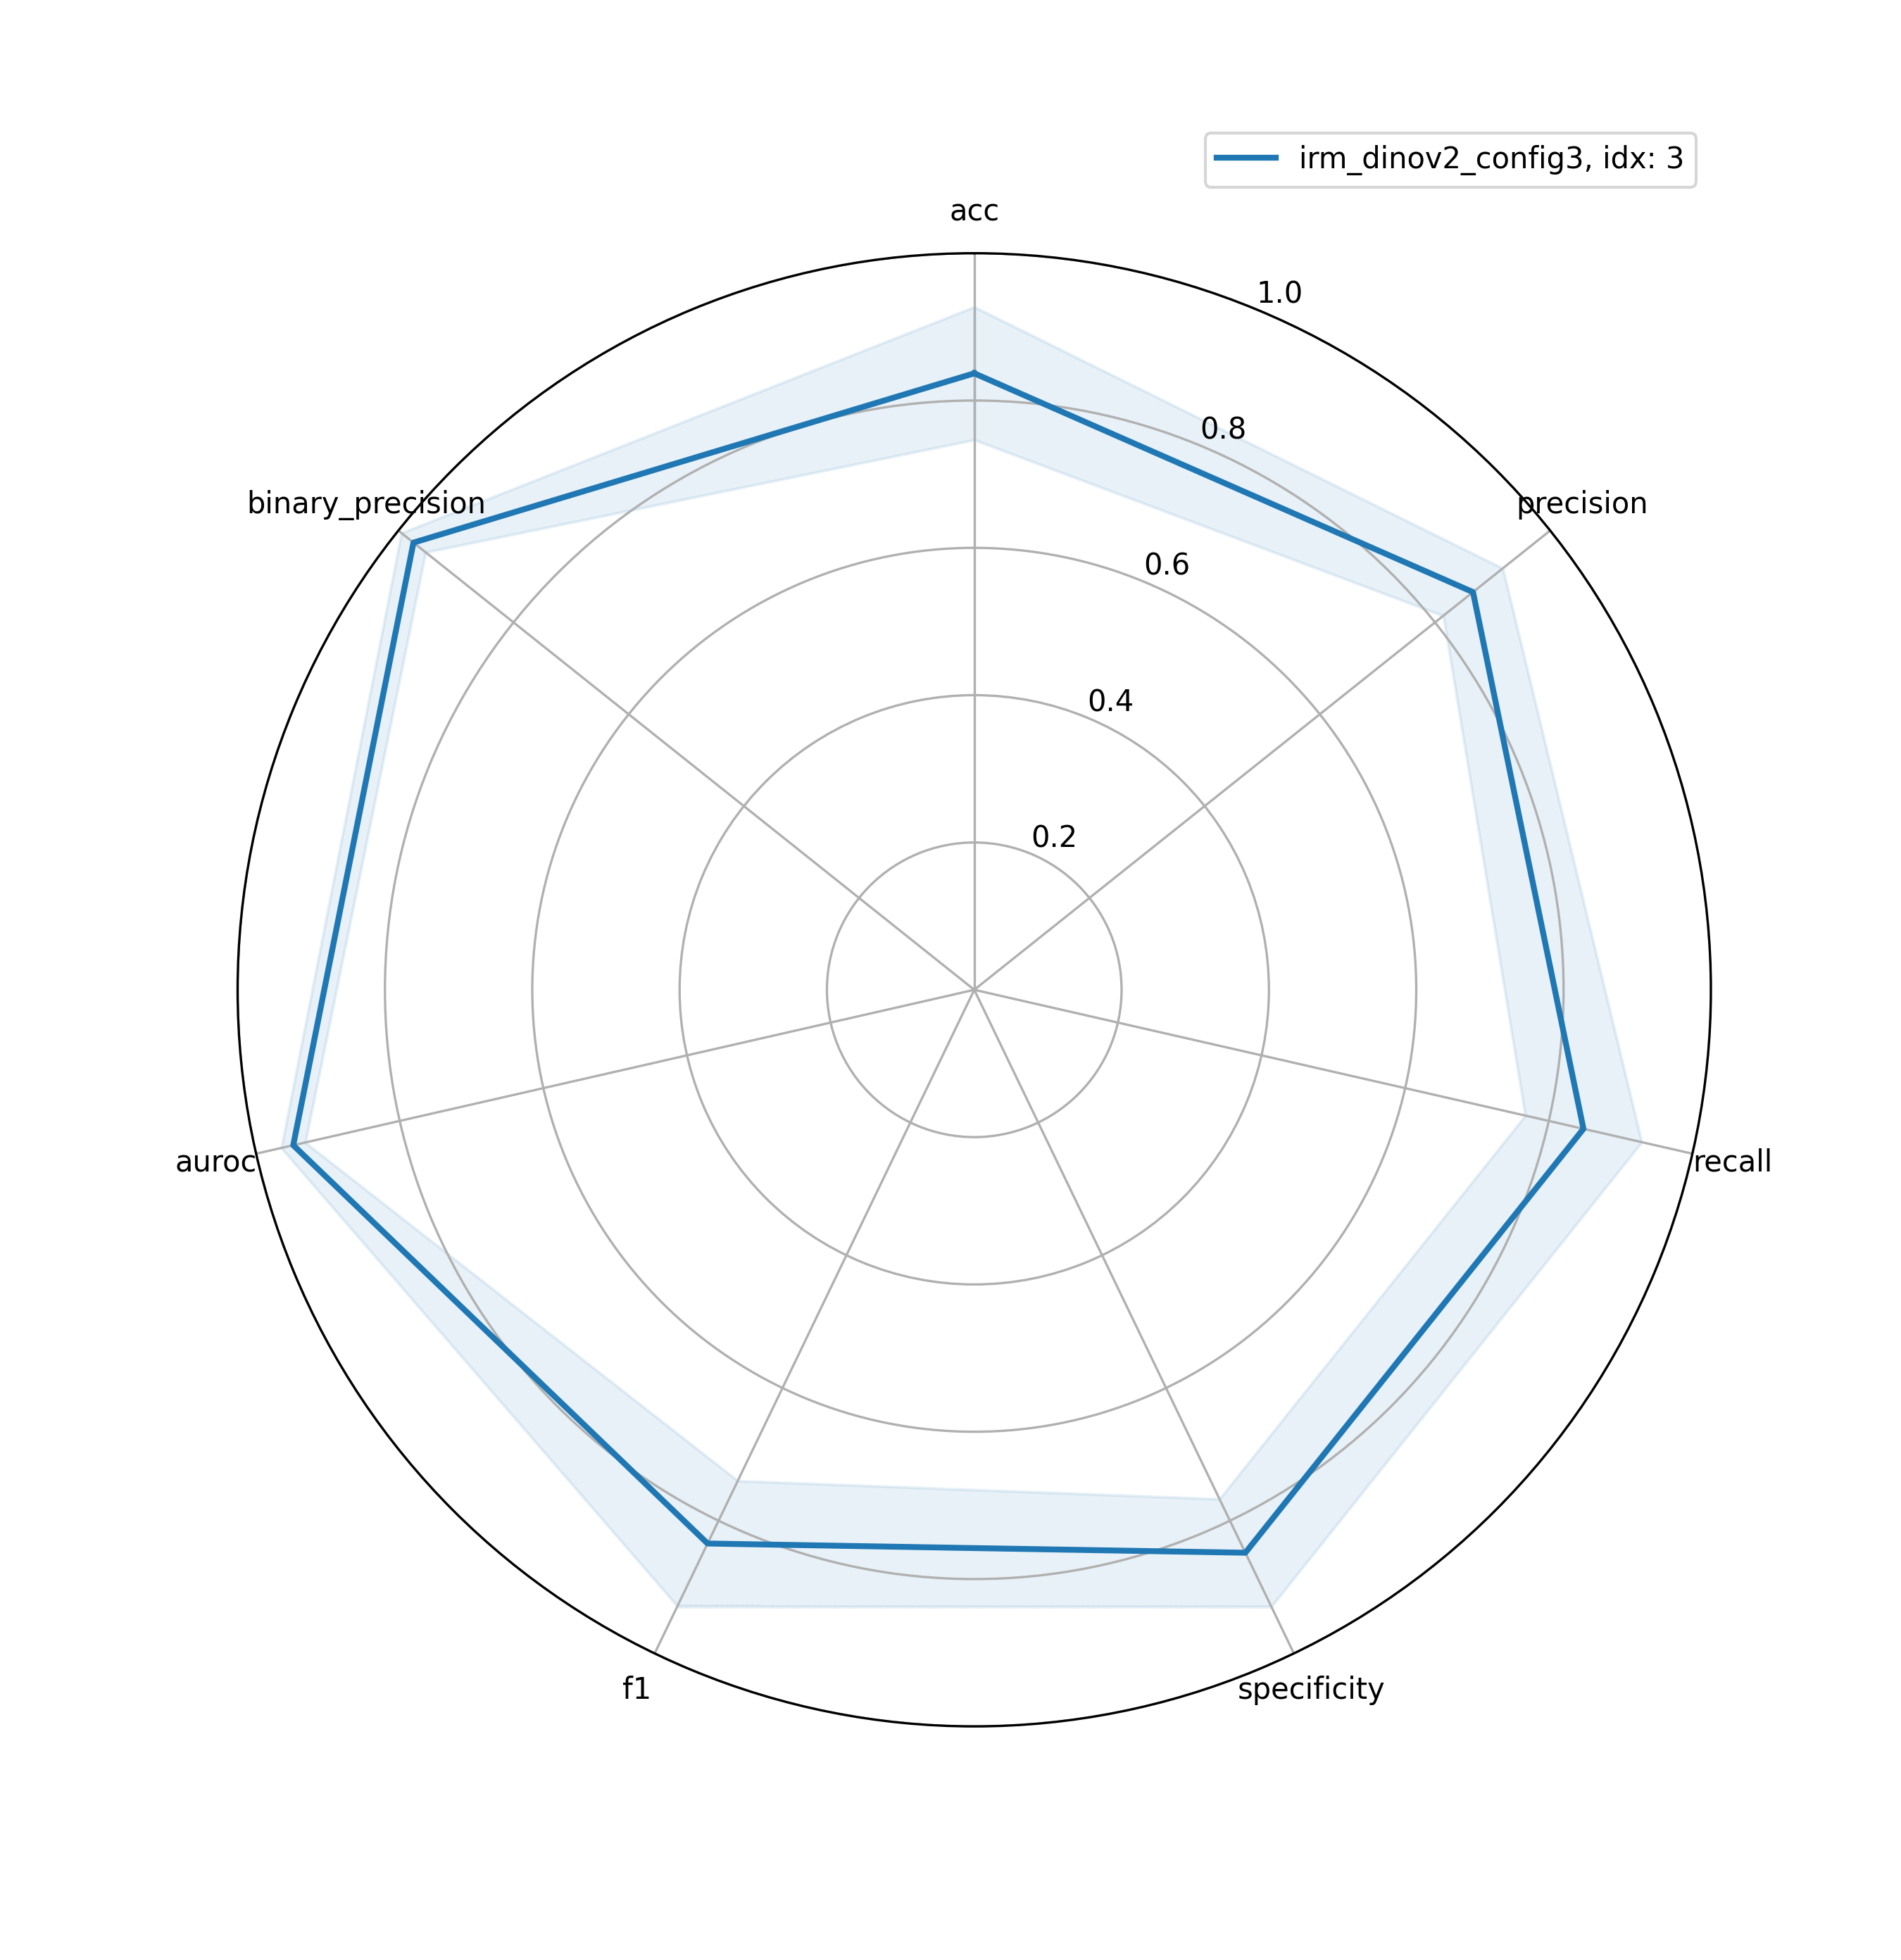 irm_dinov2_config3, idx: 3
acc
1.0
0.8
binary_precision
precision
0.6
0.4
0.2
auroc
recall
f1
specificity